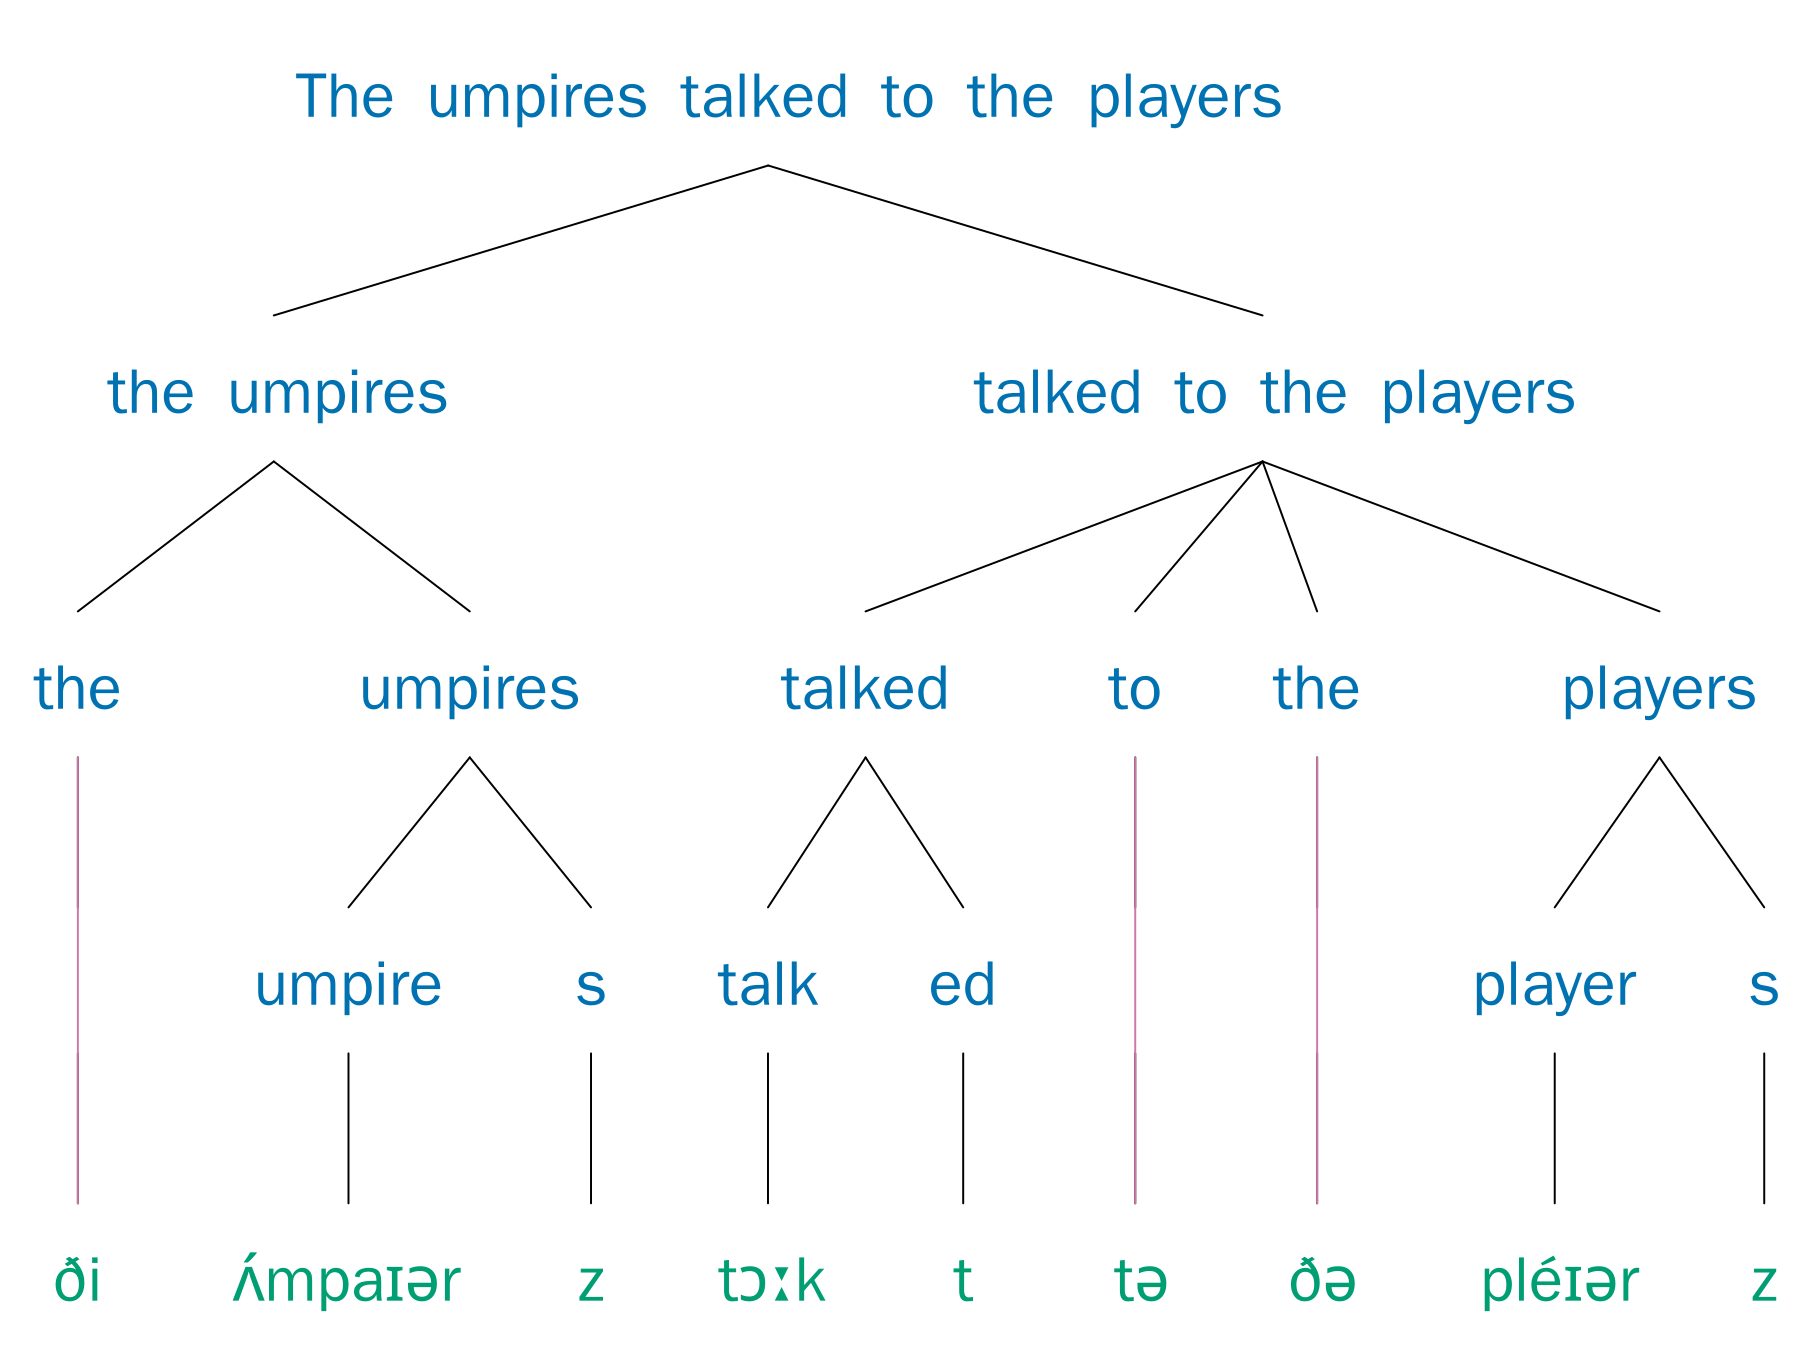 The umpires talked to the players
the umpires talked to the players
the umpires talked to the players
umpire s talk ed player s
ði ʌ́mpaɪər z tɔːk t tə ðə pléɪər z